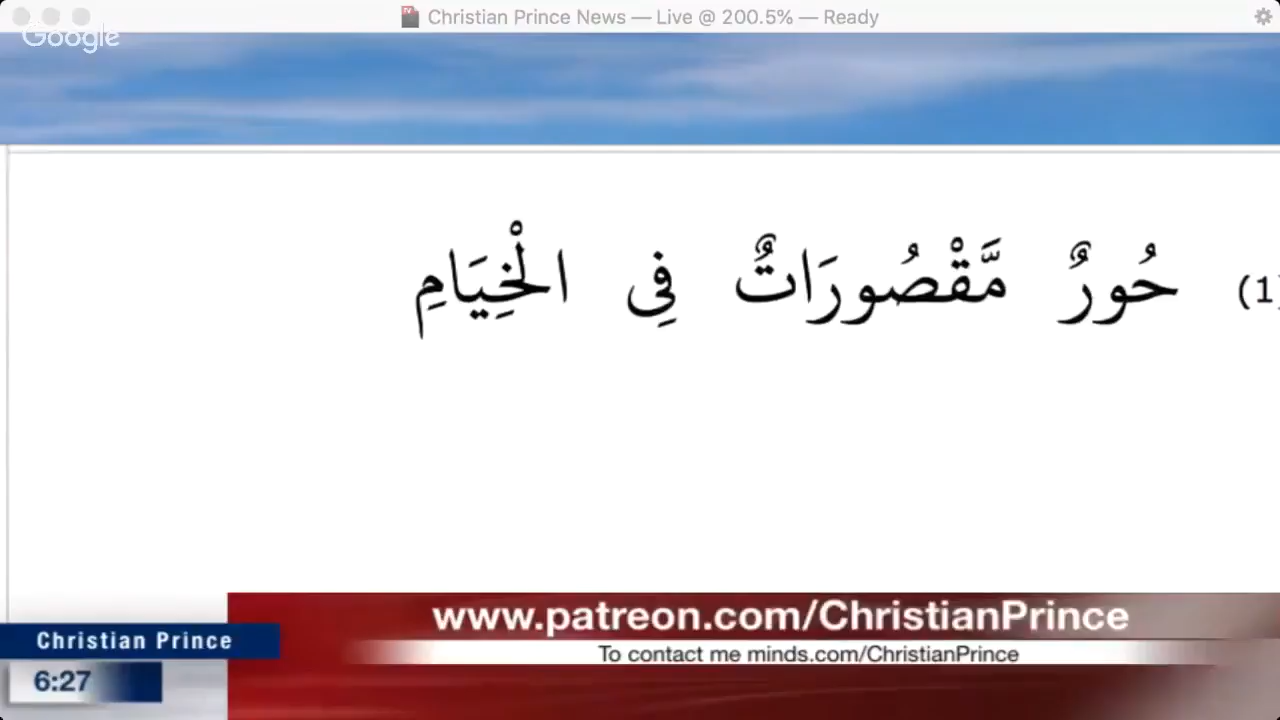 Christian Prince News — Live @ 200.5% — Ready
Google
(1) حُورٌ مَّقْصُورَاتٌ فِى الْخِيَامِ
www.patreon.com/ChristianPrince
Christian Prince
To contact me minds.com/ChristianPrince
6:27